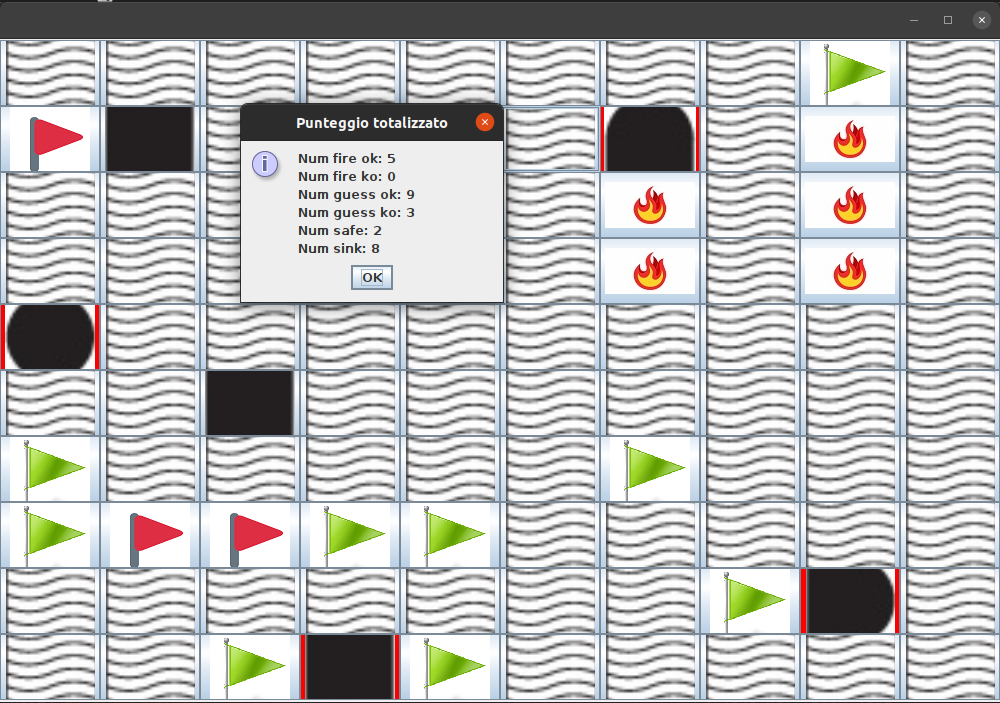 Punteggio totalizzato
Num fire ok: 5
Num fire ko: 0
Num guess ok: 9
Num guess ko: 3
Num safe: 2
Num sink: 8
OK